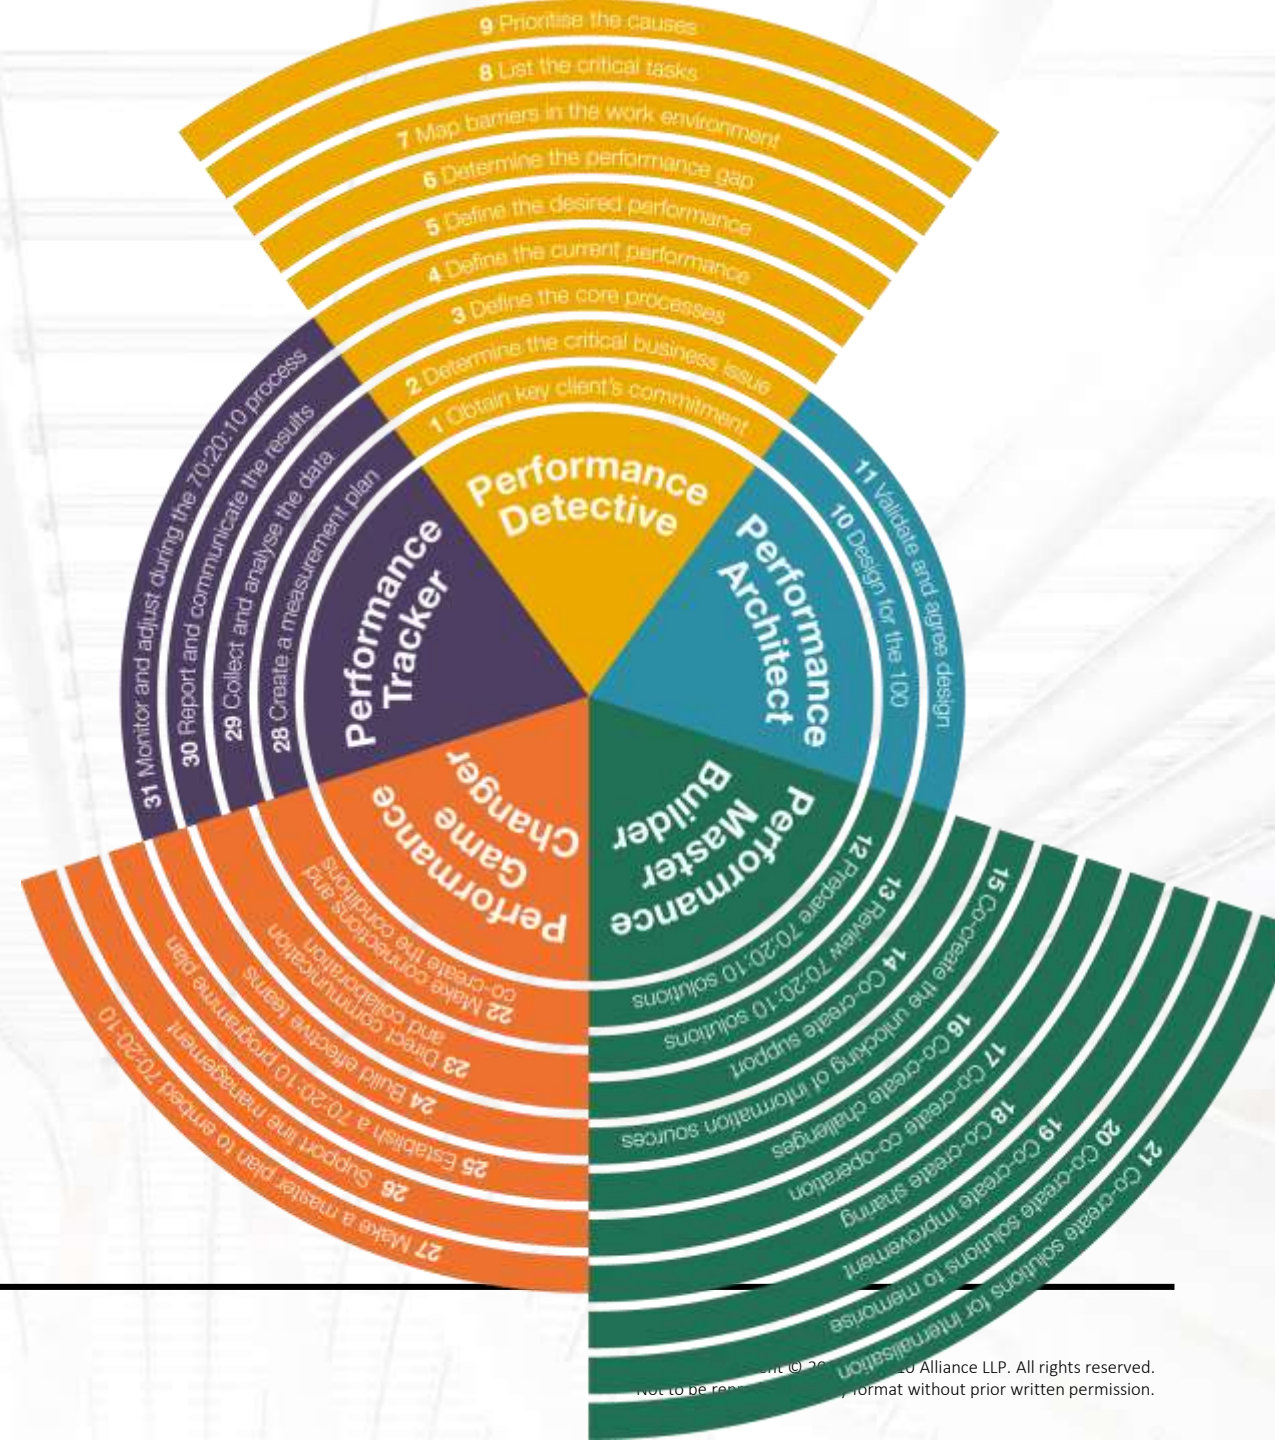 9 Prioritise the causes
8 List the critical tasks
7 Map barriers in the work environment
6 Determine the performance gap
5 Define the desired performance
4 Define the current performance
3 Define the core processes
2 Determine the critical business issue
1 Obtain key client's commitment
Performance
Detective
11 Validate and agree design
10 Design for the 100
Performance
Architect
Performance
Master
Builder
12 Prepare 70:20:10 solutions
13 Review 70:20:10 solutions
14 Co-create support
15 Co-create the unlocking of information sources
16 Co-create challenges
17 Co-create co-operation
18 Co-create sharing
19 Co-create improvement
20 Co-create solutions to memorise
21 Co-create solutions for internalisation
Performance
Game
Changer
22 Make connections and
co-create the conditions
23 Direct communication
and collaboration
24 Build effective teams
25 Establish a 70:20:10 programme plan
26 Support line management
27 Make a master plan to embed 70:20:10
Performance
Tracker
28 Create a measurement plan
29 Collect and analyse the data
30 Report and communicate the results
31 Monitor and adjust during the 70:20:10 process
© Alliance LLP. All rights reserved.
Not to be format without prior written permission.